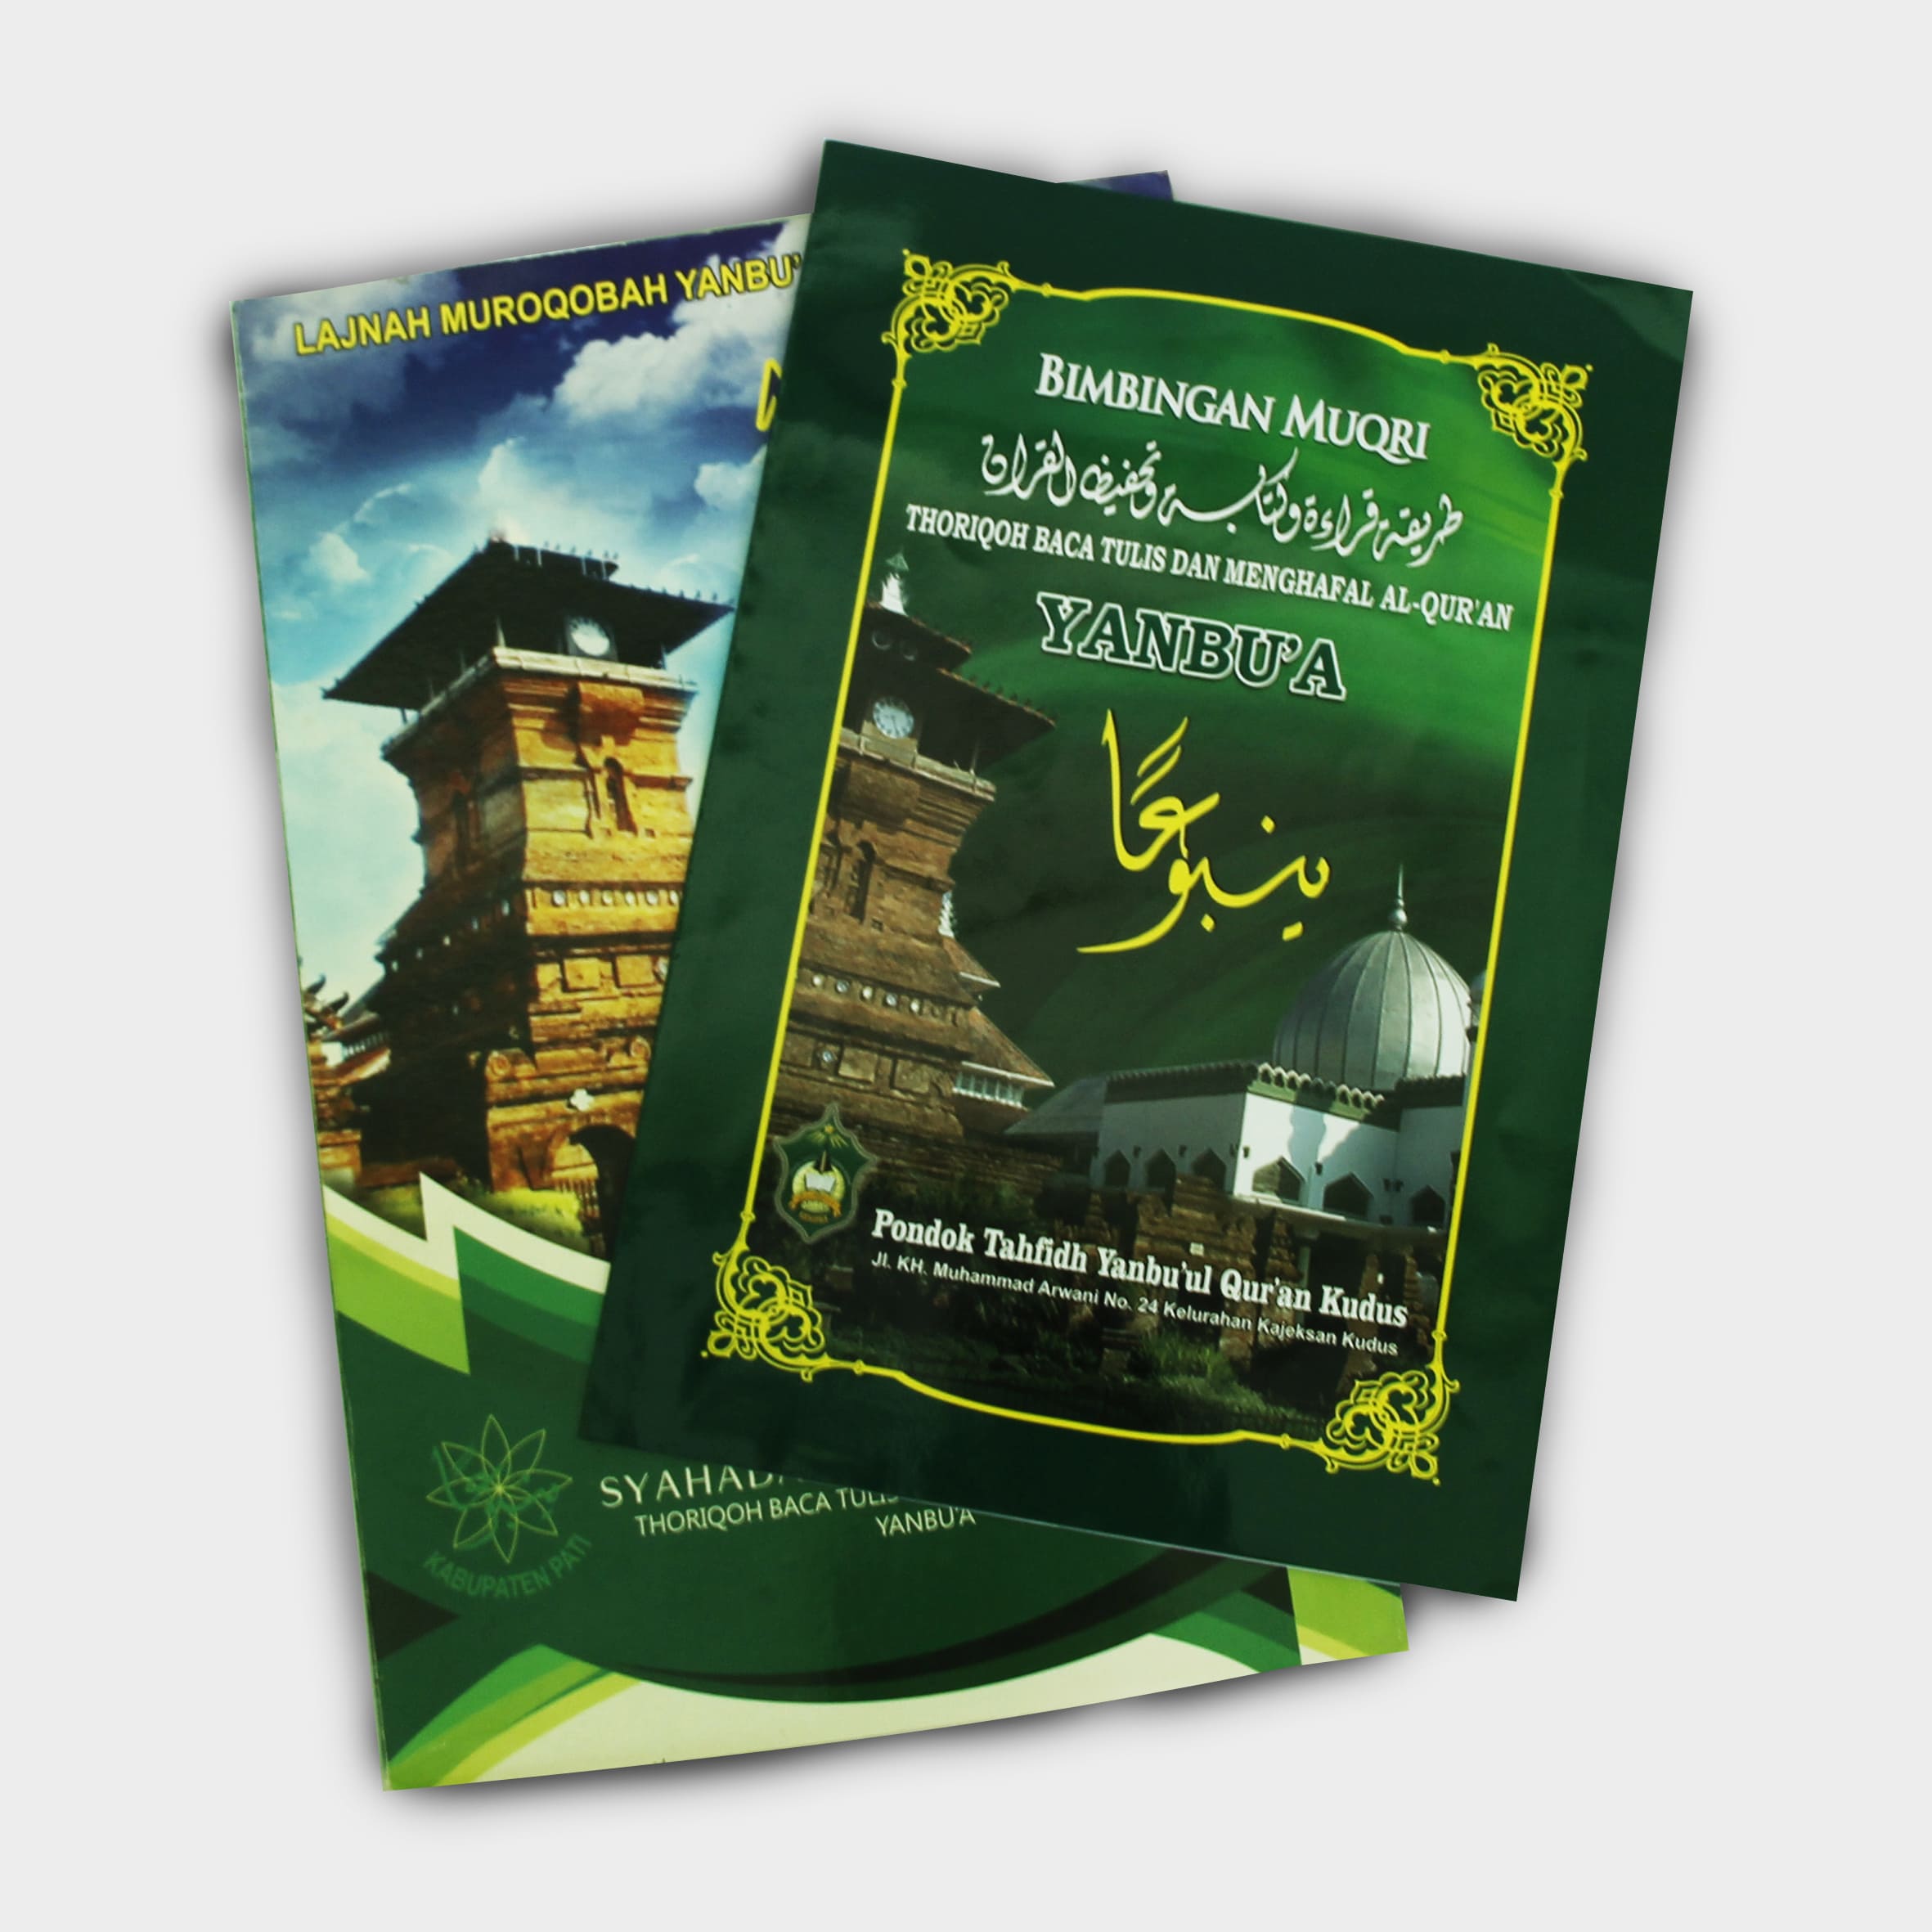 LAJNAH MUROQOBAH YANBU'
BIMBINGAN MUQRI
طريقة قراءة وكتابة وتحفيظ القران
THORIQOH BACA TULIS DAN MENGHAFAL AL-QUR'AN
YANBU'A
ينبوعا
Pondok Tahfidh Yanbu'ul Qur'an Kudus
Jl. KH. Muhammad Arwani No. 24 Kelurahan Kajeksan Kudus
THORIQOH BACA TULIS
YANBU'A
KABUPATEN PATI